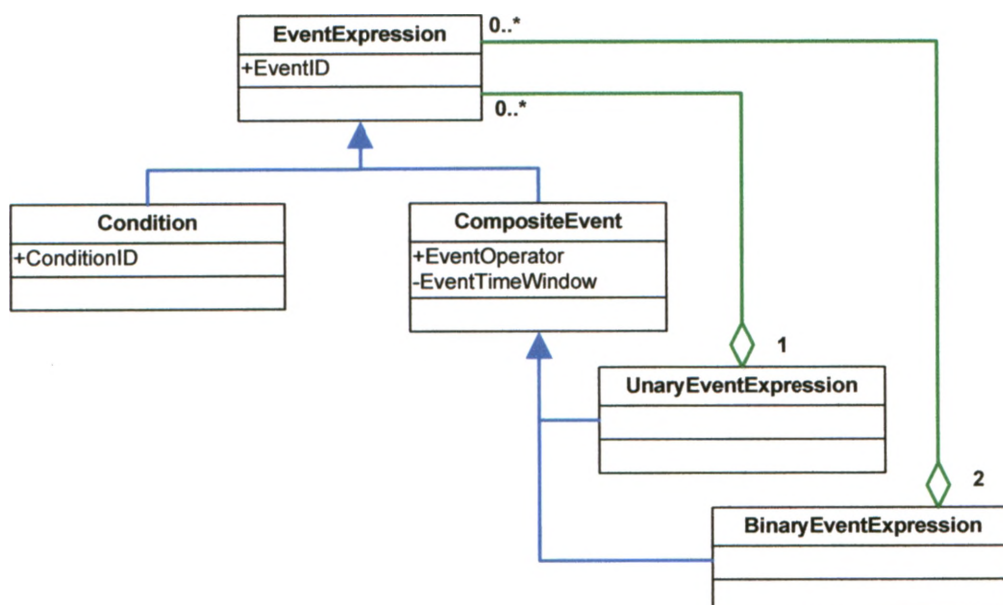 EventExpression
0..*
+EventID
0..*
Condition
+ConditionID
CompositeEvent
+EventOperator
-EventTimeWindow
1
UnaryEventExpression
2
BinaryEventExpression